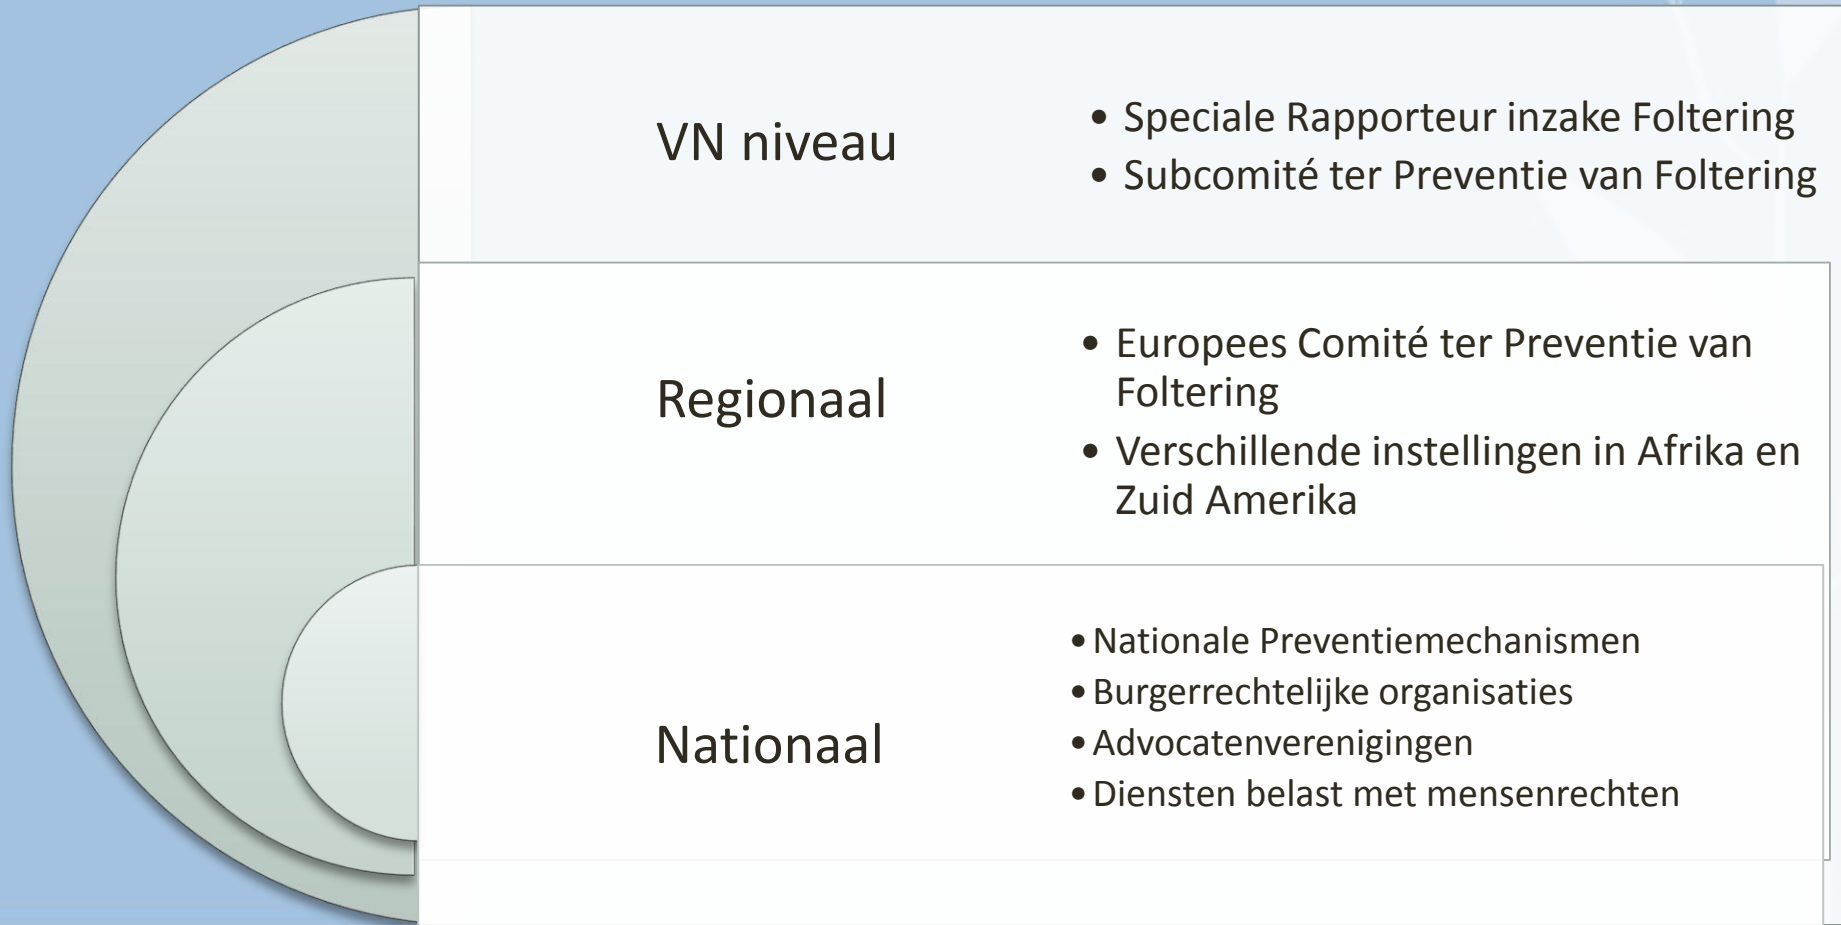 VN niveau
• Speciale Rapporteur inzake Foltering
• Subcomité ter Preventie van Foltering
Regionaal
• Europees Comité ter Preventie van
Foltering
• Verschillende instellingen in Afrika en
Zuid Amerika
Nationaal
• Nationale Preventiemechanismen
• Burgerrechtelijke organisaties
• Advocatenverenigingen
• Diensten belast met mensenrechten